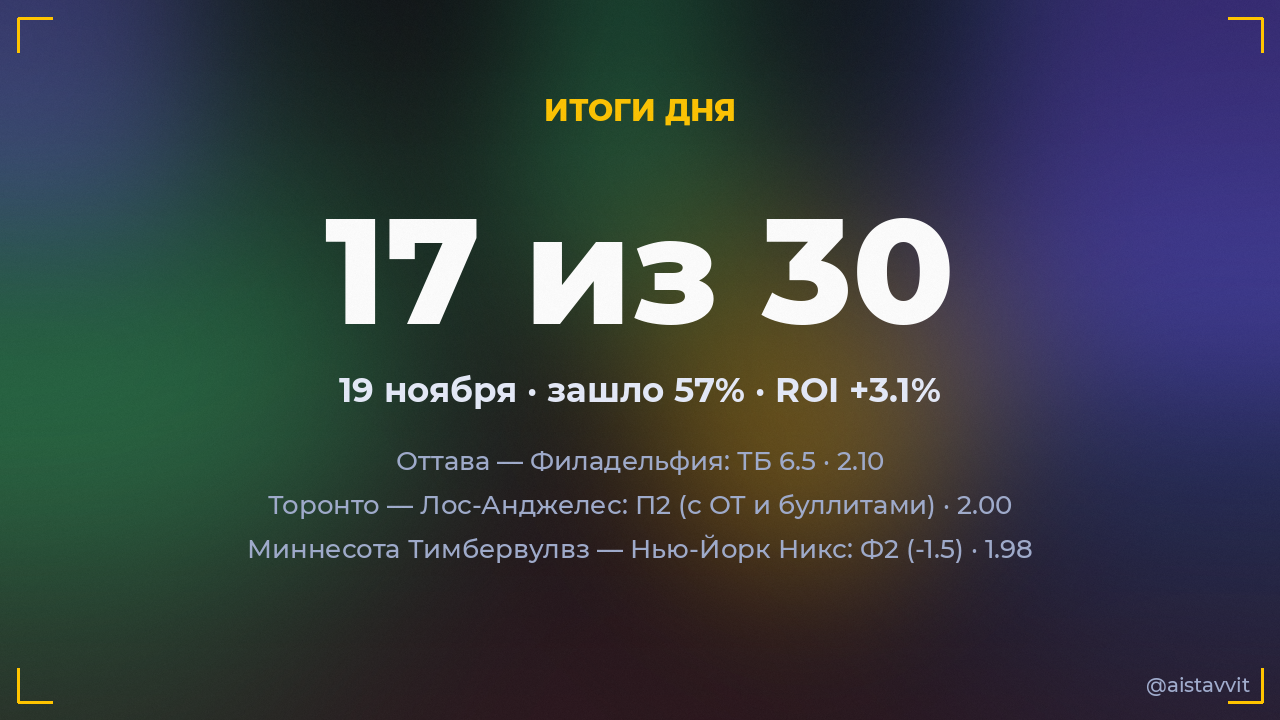 ИТОГИ ДНЯ
17 из 30
19 ноября · зашло 57% · ROI +3.1%
Оттава — Филадельфия: ТБ 6.5 · 2.10
Торонто — Лос-Анджелес: П2 (с ОТ и буллитами) · 2.00
Миннесота Тимбервулвз — Нью-Йорк Никс: Ф2 (-1.5) · 1.98
@aistavvit